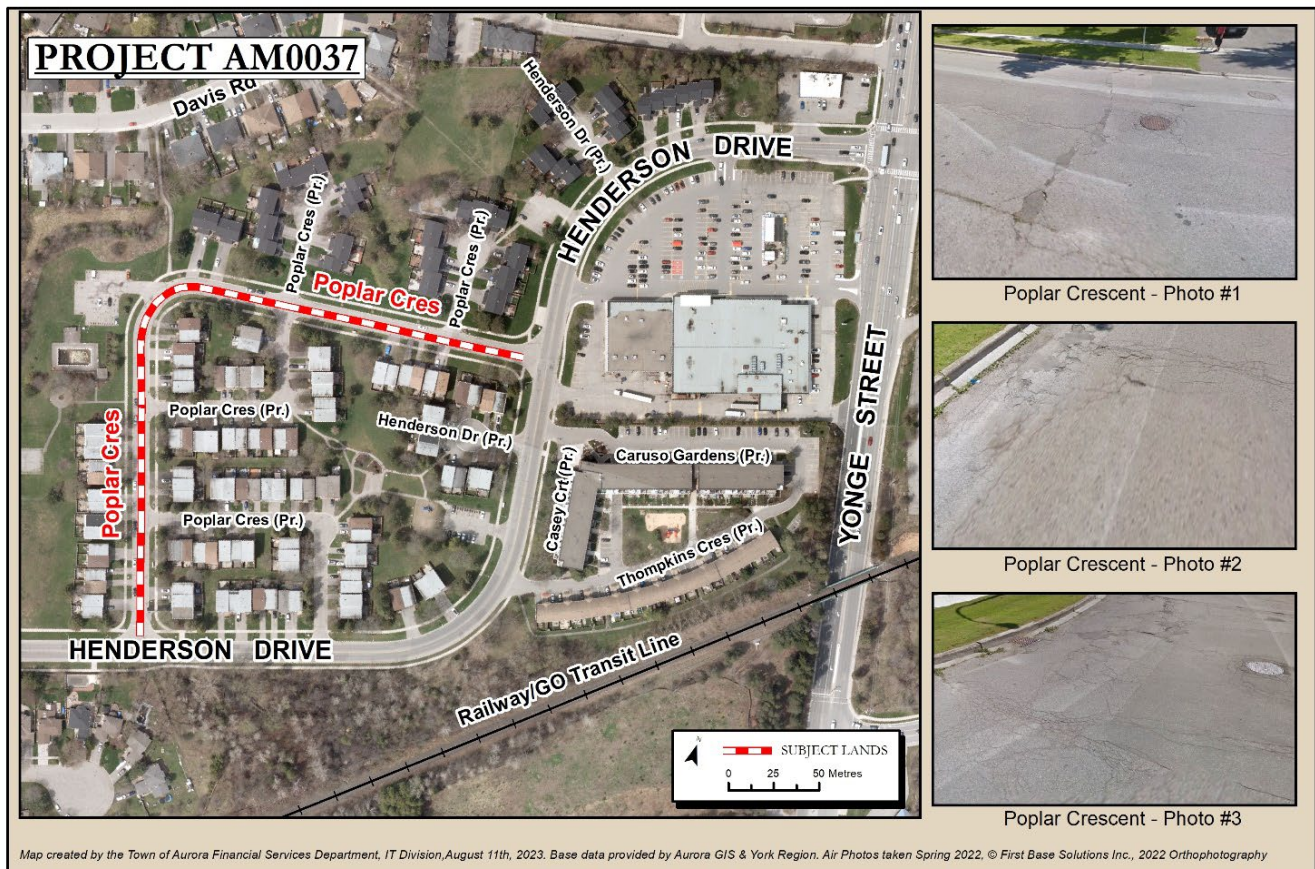 PROJECT AM0037
Davis Rd
Henderson Dr (Pr.)
HENDERSON DRIVE
Poplar Cres (Pr.)
Poplar Cres (Pr.)
Poplar Cres
Poplar Cres
Poplar Cres (Pr.)
Henderson Dr (Pr.)
Poplar Cres (Pr.)
Caruso Gardens (Pr.)
Casey Crt (Pr.)
Thompkins Cres (Pr.)
YONGE STREET
HENDERSON DRIVE
Railway/GO Transit Line
N
SUBJECT LANDS
0 25 50 Metres
Poplar Crescent - Photo #1
Poplar Crescent - Photo #2
Poplar Crescent - Photo #3
Map created by the Town of Aurora Financial Services Department, IT Division,August 11th, 2023. Base data provided by Aurora GIS & York Region. Air Photos taken Spring 2022, © First Base Solutions Inc., 2022 Orthophotography